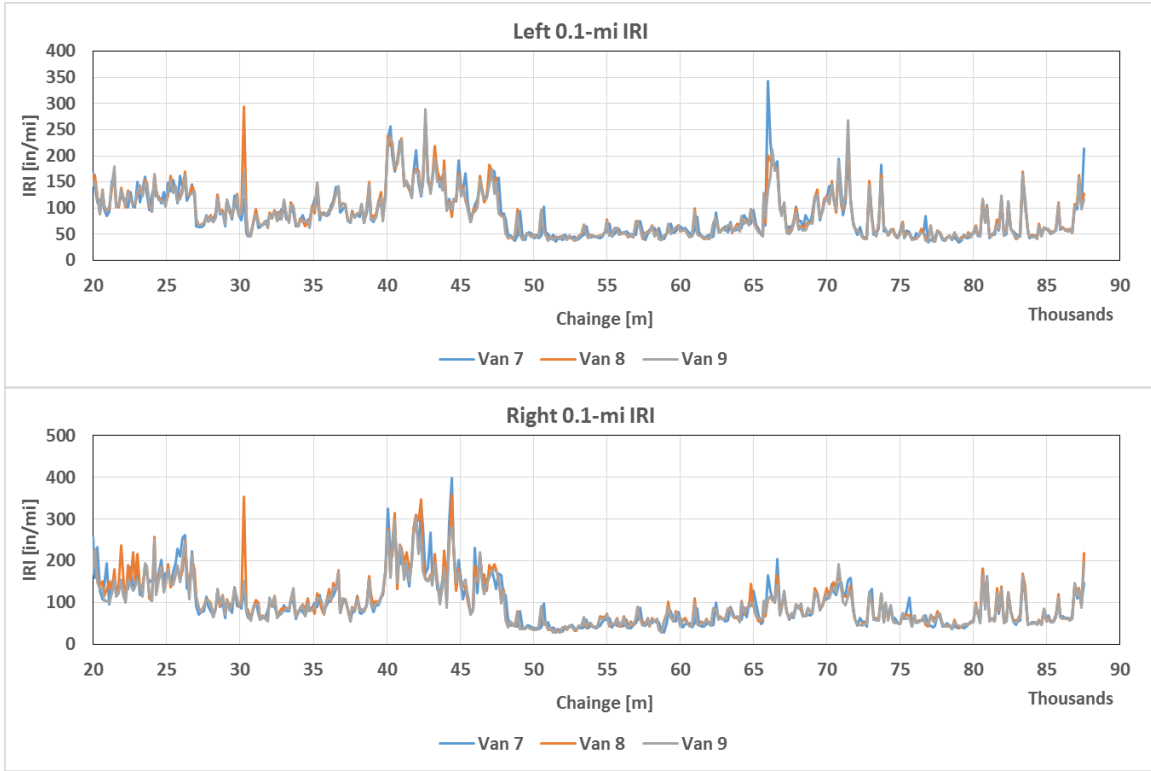 Left 0.1-mi IRI
400
350
300
250
200
150
100
50
0
IRI [in/mi]
20 25 30 35 40 45 50 55 60 65 70 75 80 85 90
Chainge [m]
Thousands
Van 7 Van 8 Van 9
Right 0.1-mi IRI
500
400
300
200
100
0
IRI [in/mi]
20 25 30 35 40 45 50 55 60 65 70 75 80 85 90
Chainge [m]
Thousands
Van 7 Van 8 Van 9